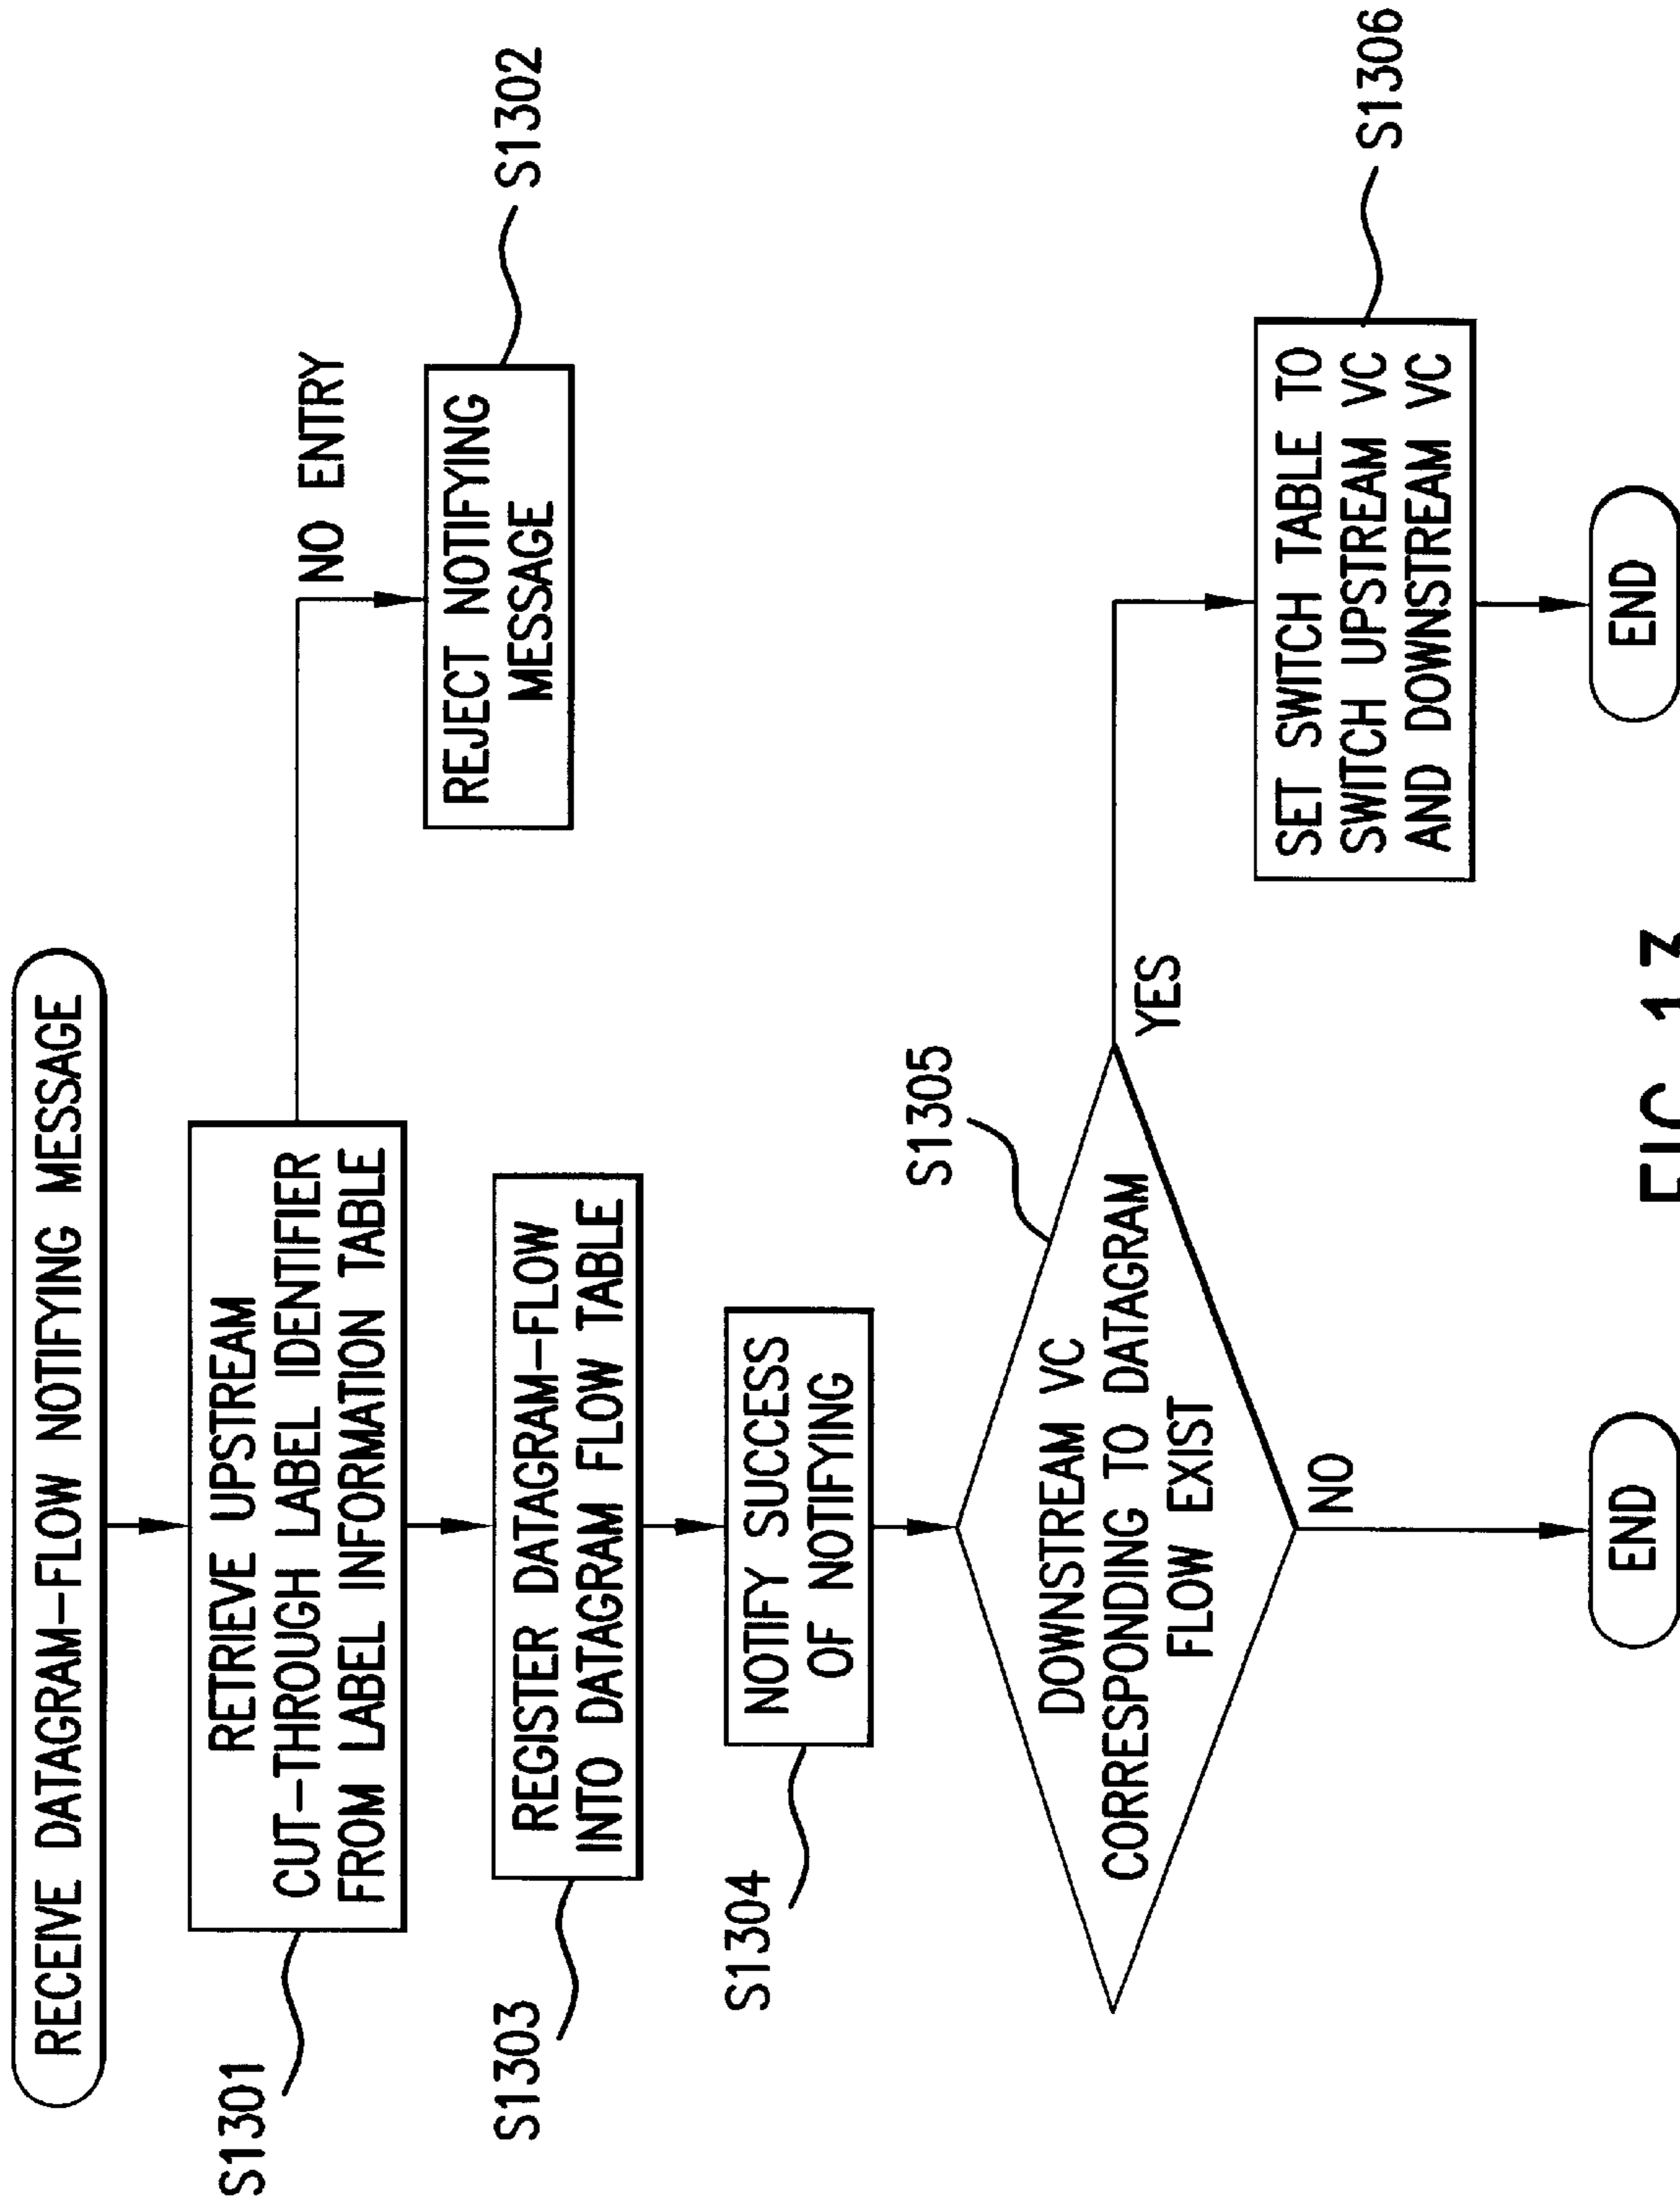 RECEIVE DATAGRAM-FLOW NOTIFYING MESSAGE
S1301
RETRIEVE UPSTREAM
CUT-THROUGH LABEL IDENTIFIER
FROM LABEL INFORMATION TABLE
NO ENTRY
REJECT NOTIFYING
MESSAGE
S1302
S1303
REGISTER DATAGRAM-FLOW
INTO DATAGRAM FLOW TABLE
S1304
NOTIFY SUCCESS
OF NOTIFYING
S1305
DOWNSTREAM VC
CORRESPONDING TO DATAGRAM
FLOW EXIST
YES
NO
SET SWITCH TABLE TO
SWITCH UPSTREAM VC
AND DOWNSTREAM VC
S1306
END
END
FIG. 13